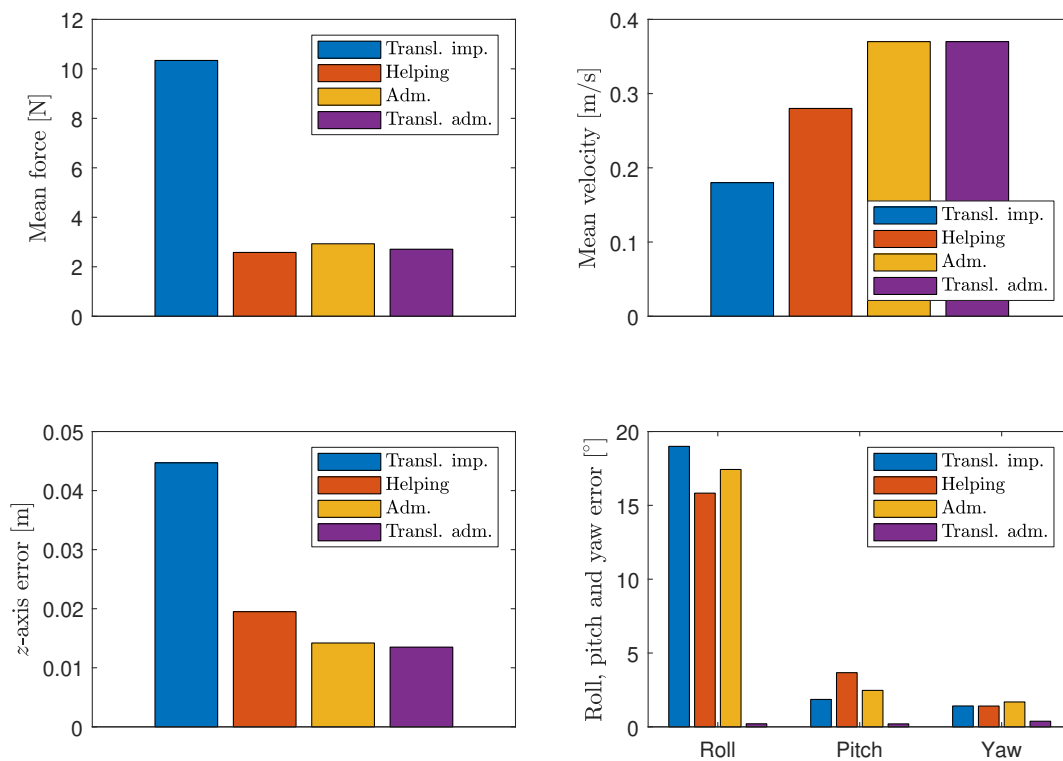 Mean force [N]
12
10
8
6
4
2
0
Transl. imp.
Helping
Adm.
Transl. adm.
Mean velocity [m/s]
0.4
0.3
0.2
0.1
0
Transl. imp.
Helping
Adm.
Transl. adm.
z-axis error [m]
0.05
0.04
0.03
0.02
0.01
0
Transl. imp.
Helping
Adm.
Transl. adm.
Roll, pitch and yaw error [°]
20
15
10
5
0
Transl. imp.
Helping
Adm.
Transl. adm.
Roll
Pitch
Yaw